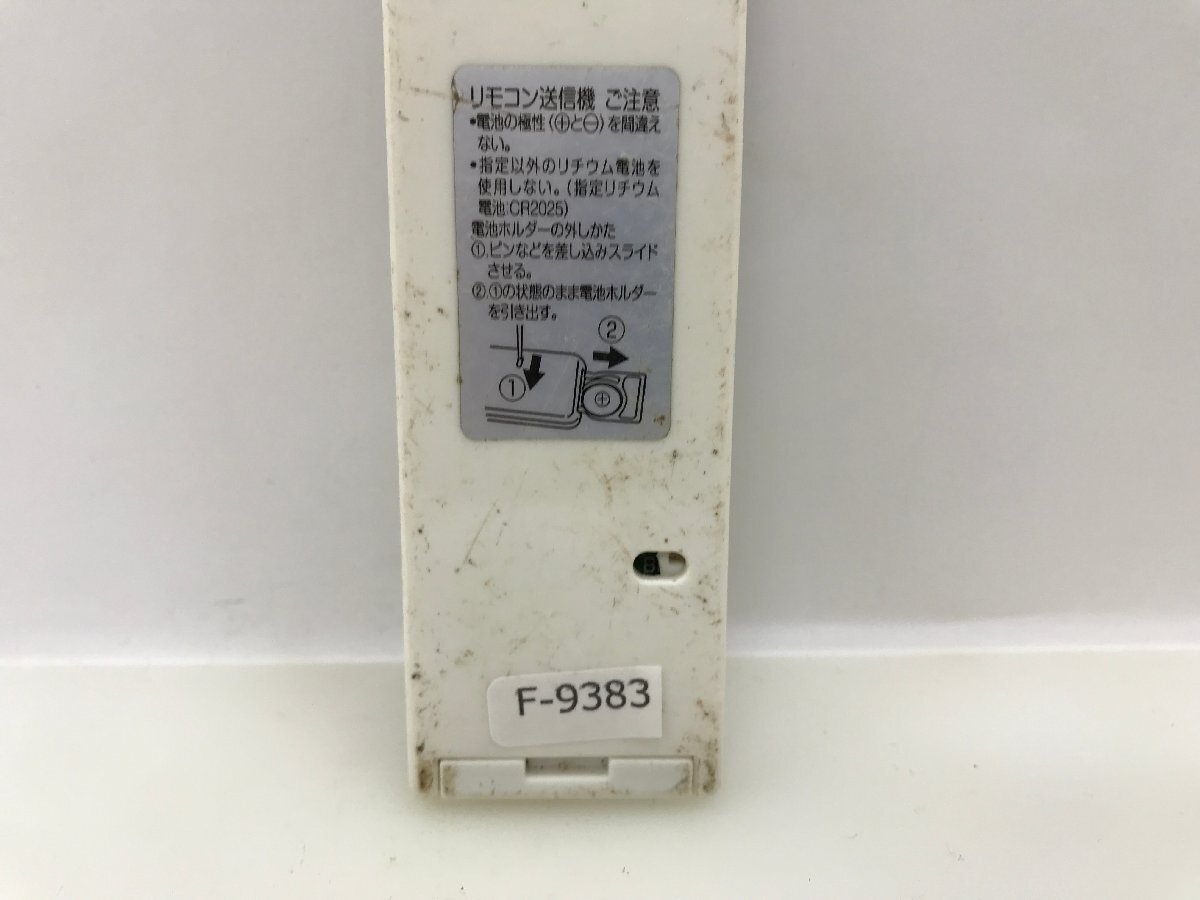 リモコン送信機 ご注意
•電池の極性(⊕と⊖)を間違え
ない。
•指定以外のリチウム電池を
使用しない。(指定リチウム
電池:CR2025)
電池ホルダーの外しかた
①.ピンなどを差し込みスライド
させる。
②.①の状態のまま電池ホルダー
を引き出す。
②
①
⊕
B
F-9383